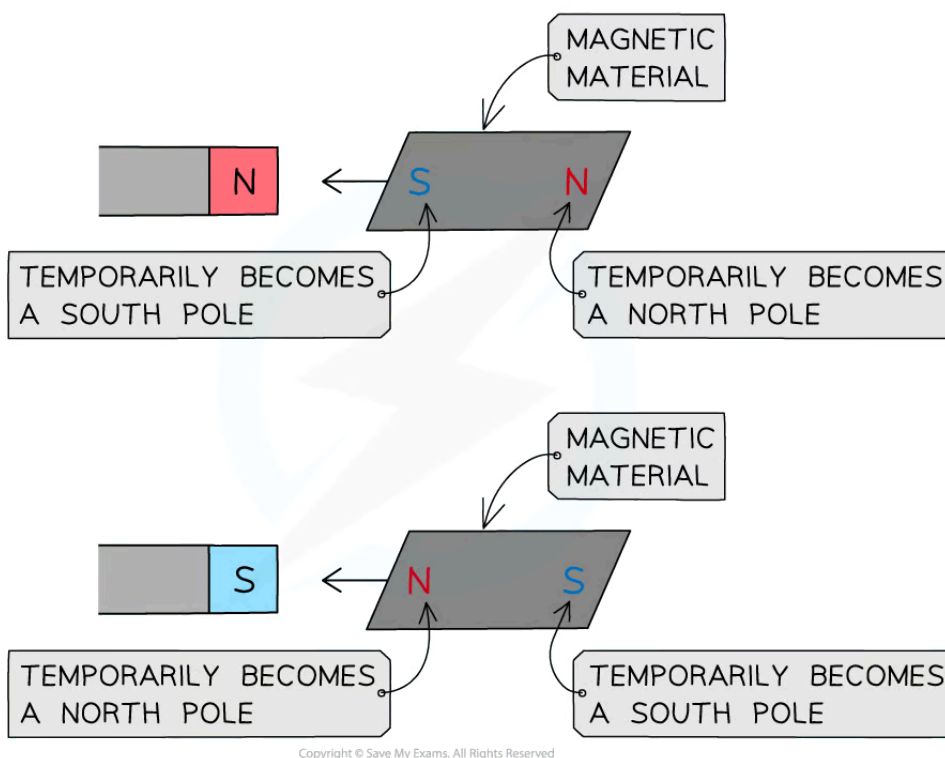 MAGNETIC
MATERIAL
N
S
N
TEMPORARILY BECOMES
A SOUTH POLE
TEMPORARILY BECOMES
A NORTH POLE
MAGNETIC
MATERIAL
S
N
S
TEMPORARILY BECOMES
A NORTH POLE
TEMPORARILY BECOMES
A SOUTH POLE
Copyright © Save My Exams. All Rights Reserved